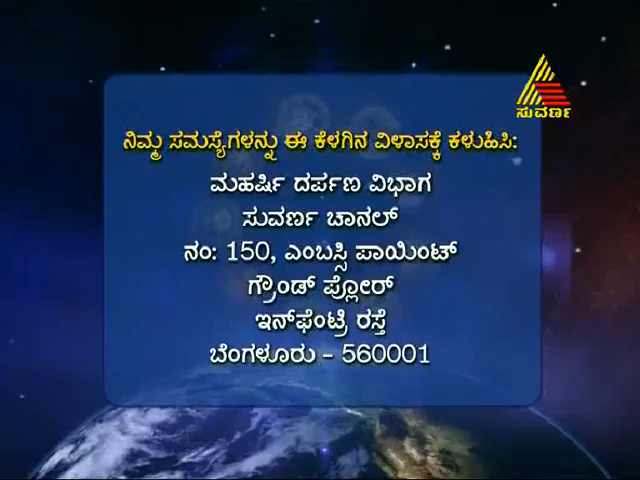 ಸುವರ್ಣ
ನಿಮ್ಮ ಸಮಸ್ಯೆಗಳನ್ನು ಈ ಕೆಳಗಿನ ವಿಳಾಸಕ್ಕೆ ಕಳುಹಿಸಿ:
ಮಹರ್ಷಿ ದರ್ಪಣ ವಿಭಾಗ
ಸುವರ್ಣ ಚಾನಲ್
ನಂ: 150, ಎಂಬಸ್ಸಿ ಪಾಯಿಂಟ್
ಗ್ರೌಂಡ್ ಪ್ಲೋರ್
ಇನ್‌ಫೆಂಟ್ರಿ ರಸ್ತೆ
ಬೆಂಗಳೂರು - 560001